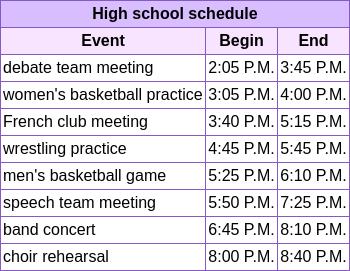 High school schedule
Event Begin End
debate team meeting 2:05 P.M. 3:45 P.M.
women's basketball practice 3:05 P.M. 4:00 P.M.
French club meeting 3:40 P.M. 5:15 P.M.
wrestling practice 4:45 P.M. 5:45 P.M.
men's basketball game 5:25 P.M. 6:10 P.M.
speech team meeting 5:50 P.M. 7:25 P.M.
band concert 6:45 P.M. 8:10 P.M.
choir rehearsal 8:00 P.M. 8:40 P.M.